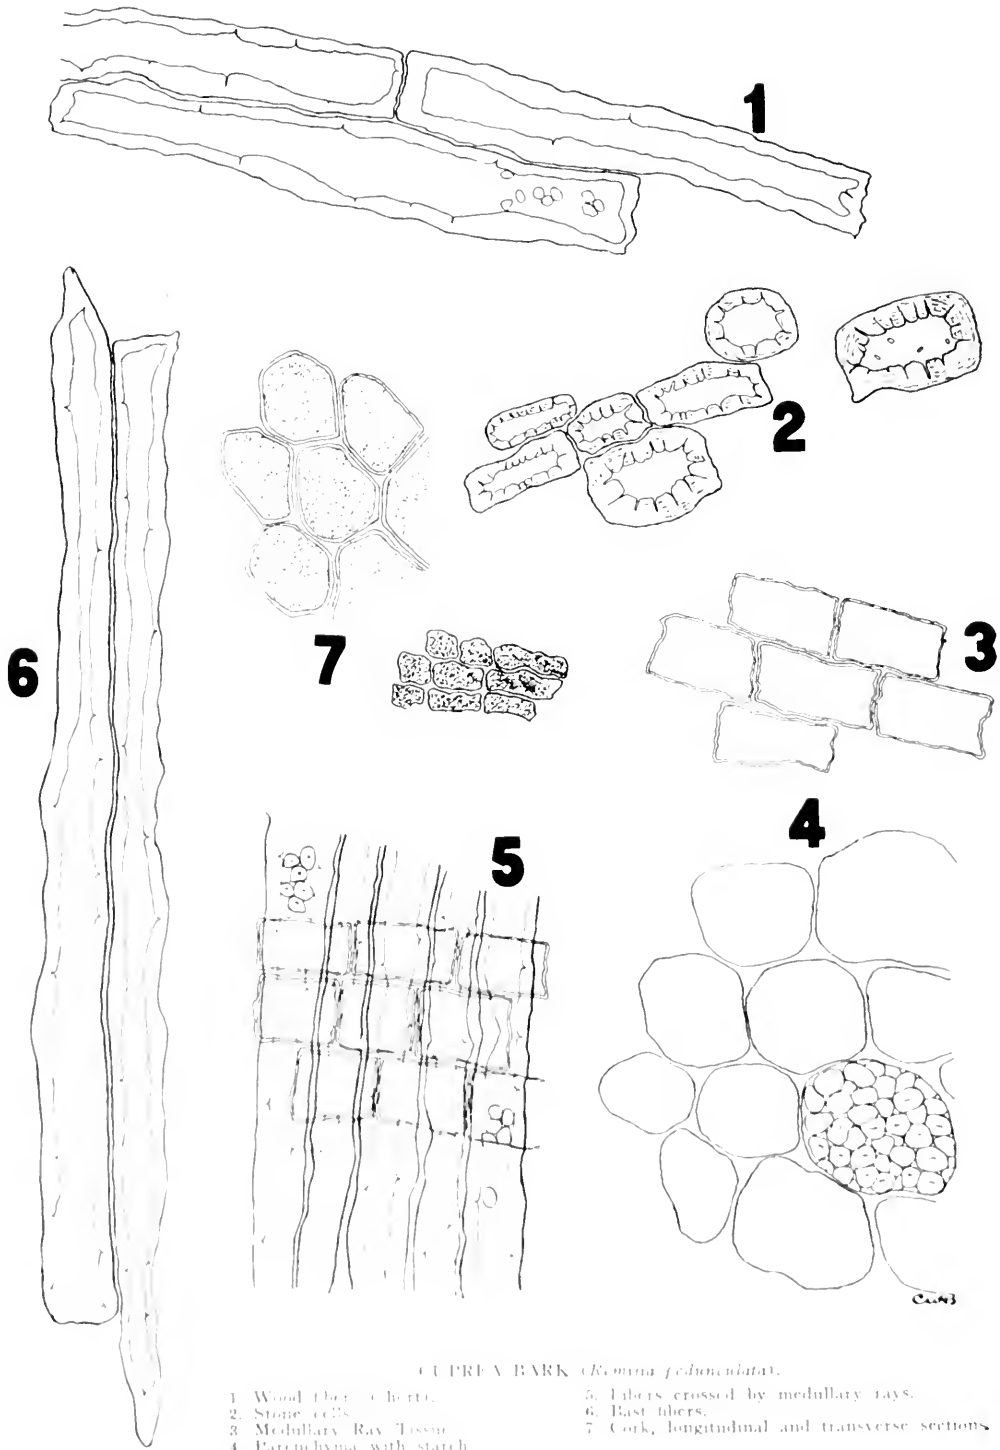 1
2
3
4
5
6
7
CUPREA BARK (Remijia pedunculata).
1 Wood
2. Stone cells
3 Medullary Ray Tissue
4 Parenchyma with starch
5. Fibers crossed by medullary rays.
6. Bast fibers.
7 Cork, longitudinal and transverse sections